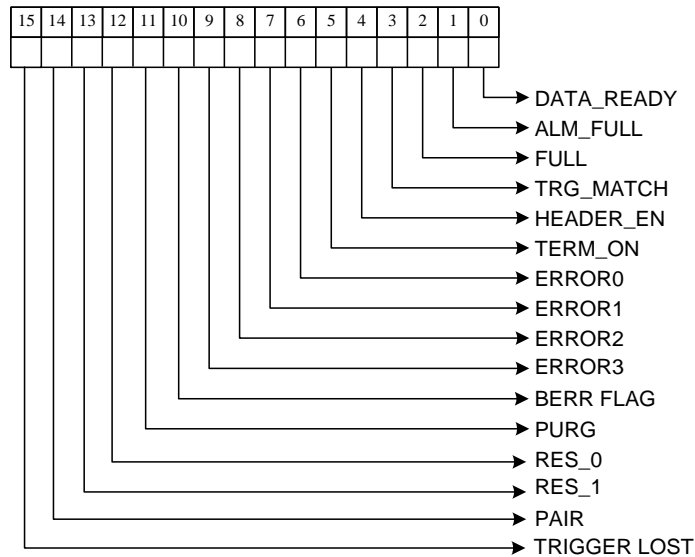 15 14 13 12 11 10 9 8 7 6 5 4 3 2 1 0
DATA_READY
ALM_FULL
FULL
TRG_MATCH
HEADER_EN
TERM_ON
ERROR0
ERROR1
ERROR2
ERROR3
BERR FLAG
PURG
RES_0
RES_1
PAIR
TRIGGER LOST